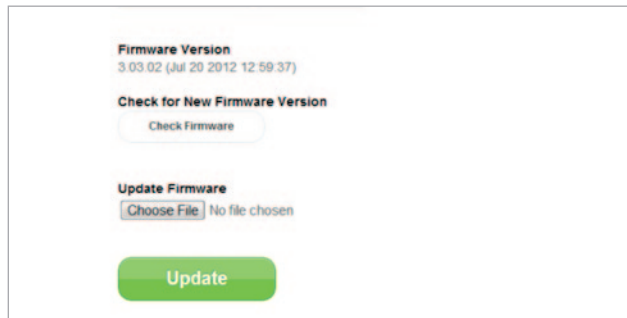 Firmware Version
3.03.02 (Jul 20 2012 12:59:37)
Check for New Firmware Version
Check Firmware
Update Firmware
Choose File No file chosen
Update